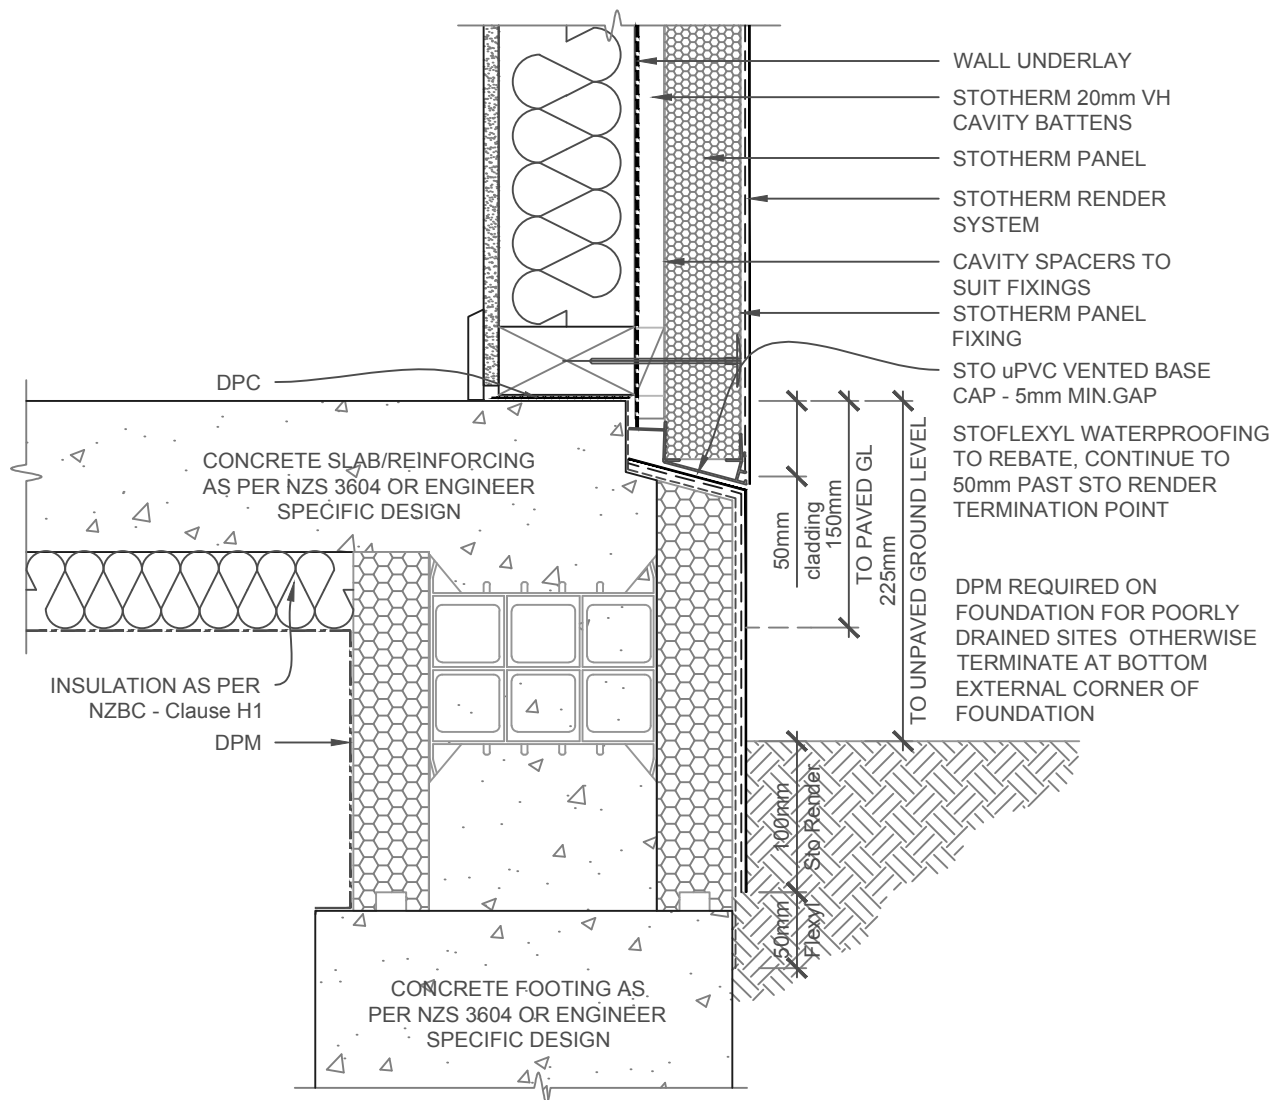 WALL UNDERLAY
STOTHERM 20mm VH
CAVITY BATTENS
STOTHERM PANEL
STOTHERM RENDER
SYSTEM
CAVITY SPACERS TO
SUIT FIXINGS
STOTHERM PANEL
FIXING
STO uPVC VENTED BASE
CAP - 5mm MIN.GAP
STOFLEXYL WATERPROOFING
TO REBATE, CONTINUE TO
50mm PAST STO RENDER
TERMINATION POINT
DPM REQUIRED ON
FOUNDATION FOR POORLY
DRAINED SITES OTHERWISE
TERMINATE AT BOTTOM
EXTERNAL CORNER OF
FOUNDATION
DPC
CONCRETE SLAB/REINFORCING
AS PER NZS 3604 OR ENGINEER
SPECIFIC DESIGN
INSULATION AS PER
NZBC - Clause H1
DPM
CONCRETE FOOTING AS
PER NZS 3604 OR ENGINEER
SPECIFIC DESIGN
50mm
cladding
150mm
TO PAVED GL
225mm
TO UNPAVED GROUND LEVEL
100mm
Sto Render
50mm
Flexyl